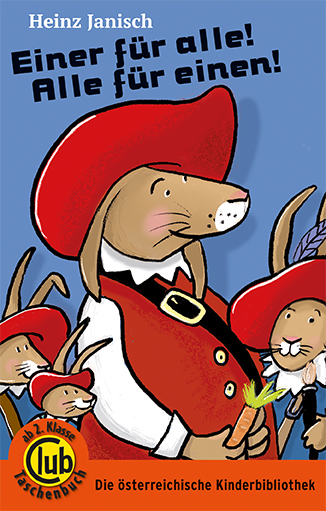 Heinz Janisch
Einer für alle!
Alle für einen!
ab 2. Klasse
Club
Taschenbuch
Die österreichische Kinderbibliothek